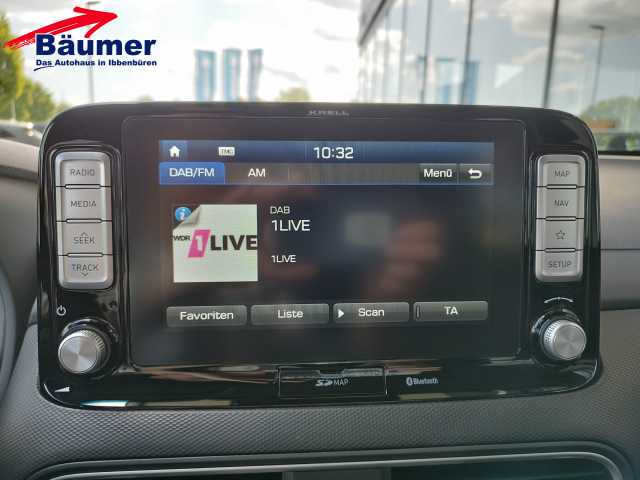 Bäumer
Das Autohaus in Ibbenbüren
KRELL
TMC
10:32
DAB/FM
AM
Menü
RADIO
MEDIA
SEEK
TRACK
MAP
NAV
SETUP
WDR 1LIVE
DAB
1LIVE
1LIVE
Favoriten
Liste
Scan
TA
SD MAP
Bluetooth